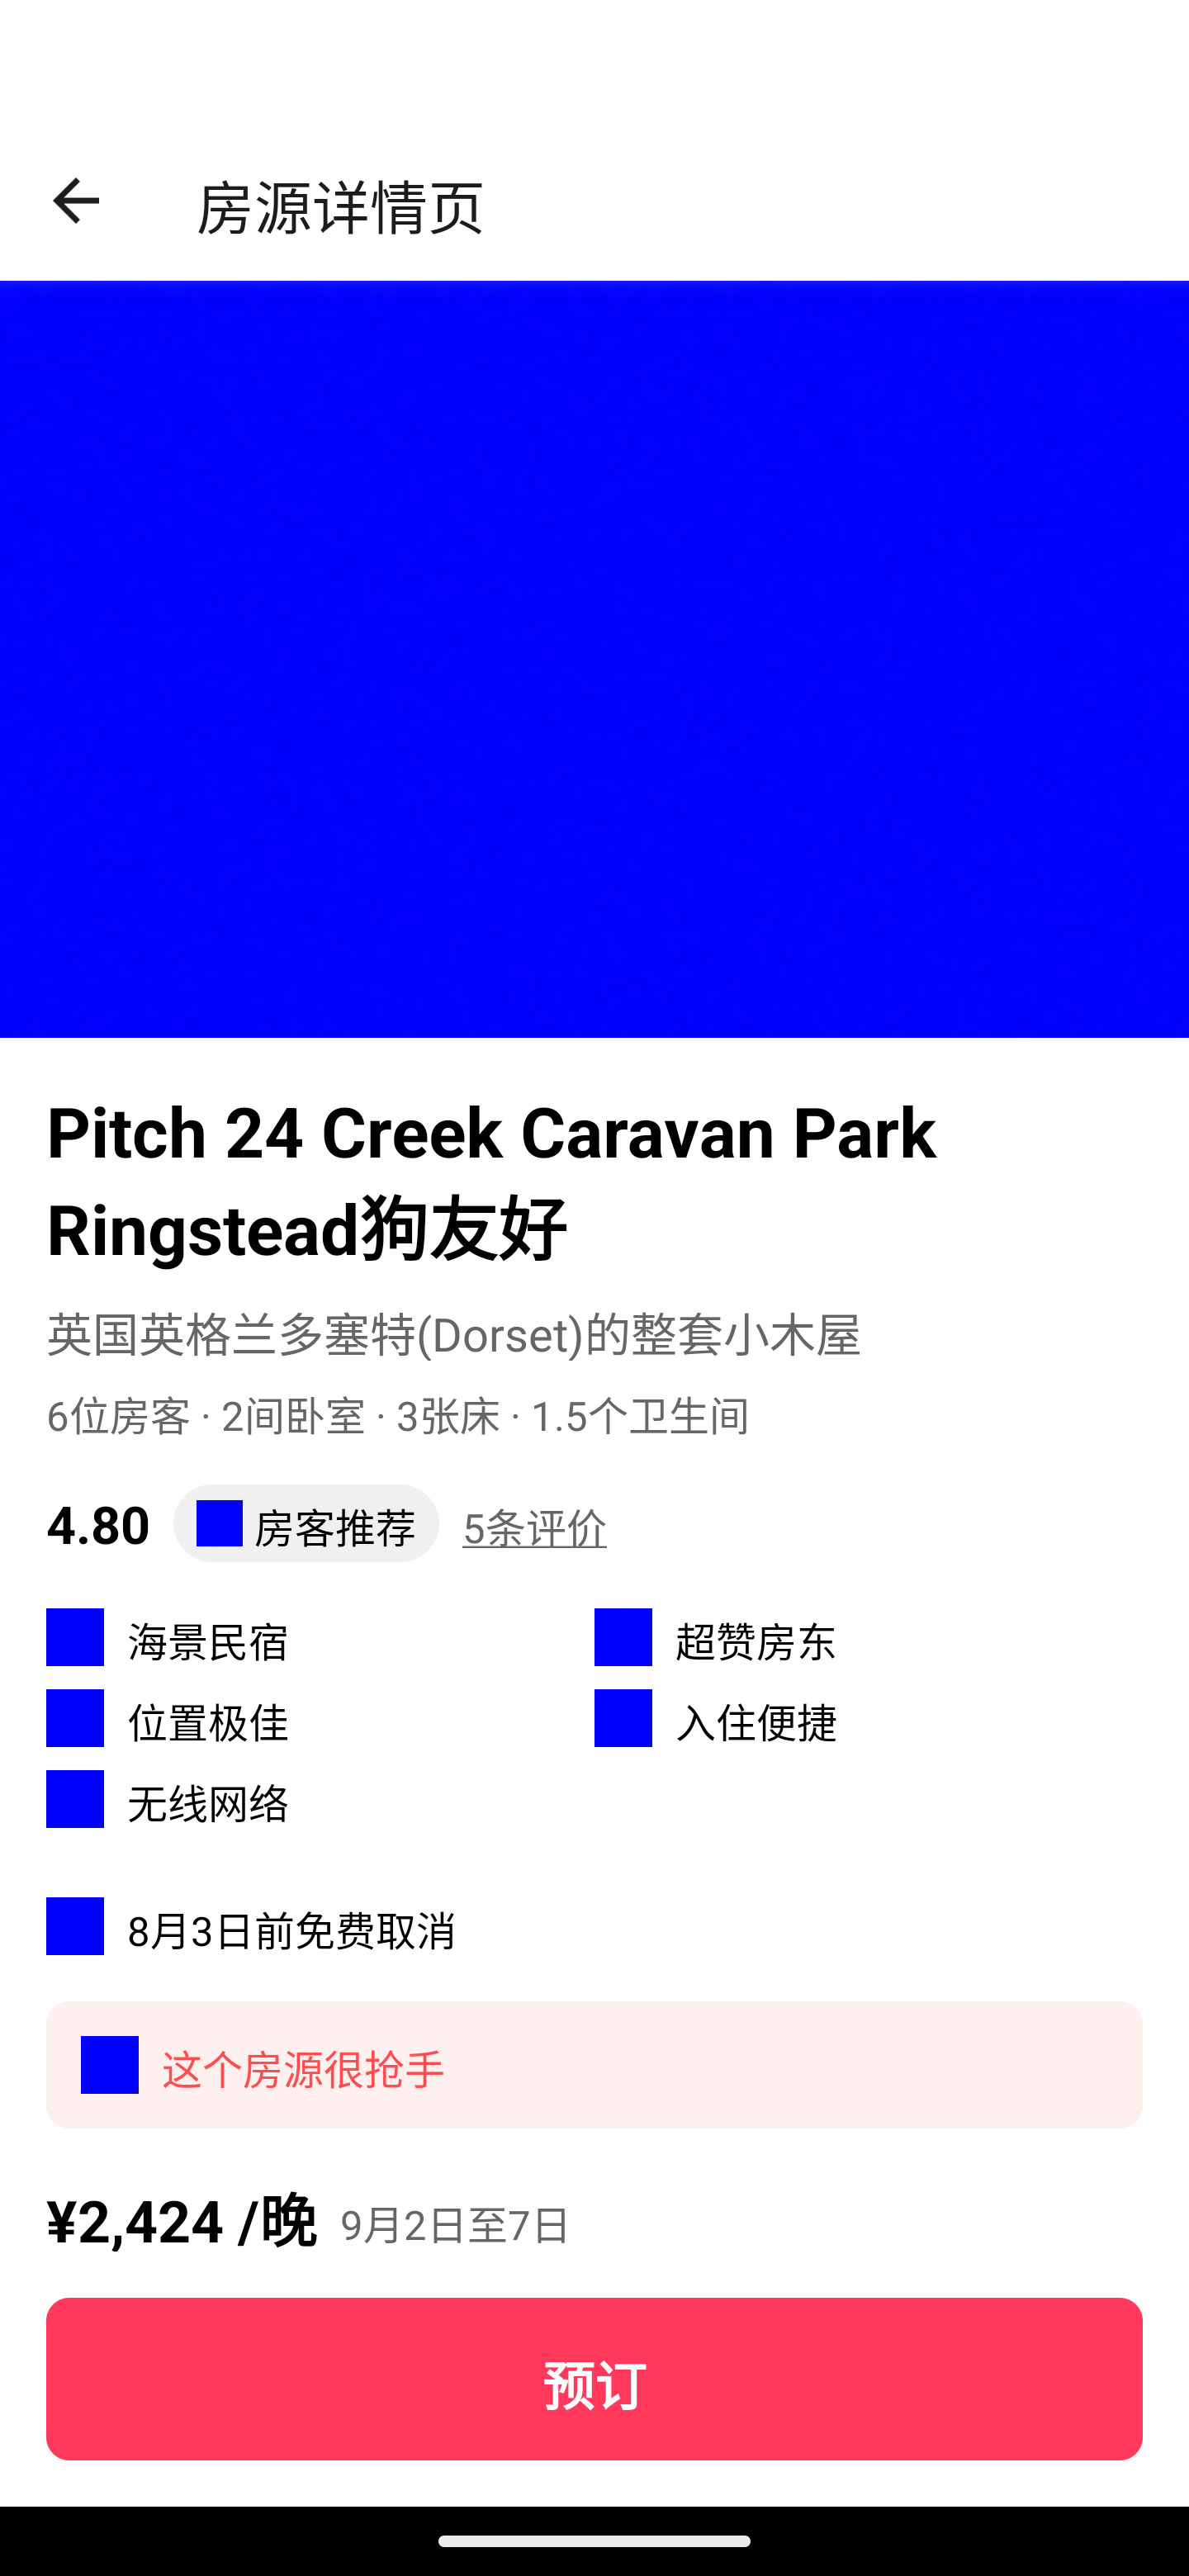 房源详情页
Pitch 24 Creek Caravan Park
Ringstead狗友好
英国英格兰多塞特(Dorset)的整套小木屋
6位房客 · 2间卧室 · 3张床 · 1.5个卫生间
4.80 房客推荐 5条评价
海景民宿 超赞房东
位置极佳 入住便捷
无线网络
8月3日前免费取消
这个房源很抢手
¥2,424 /晚 9月2日至7日
预订